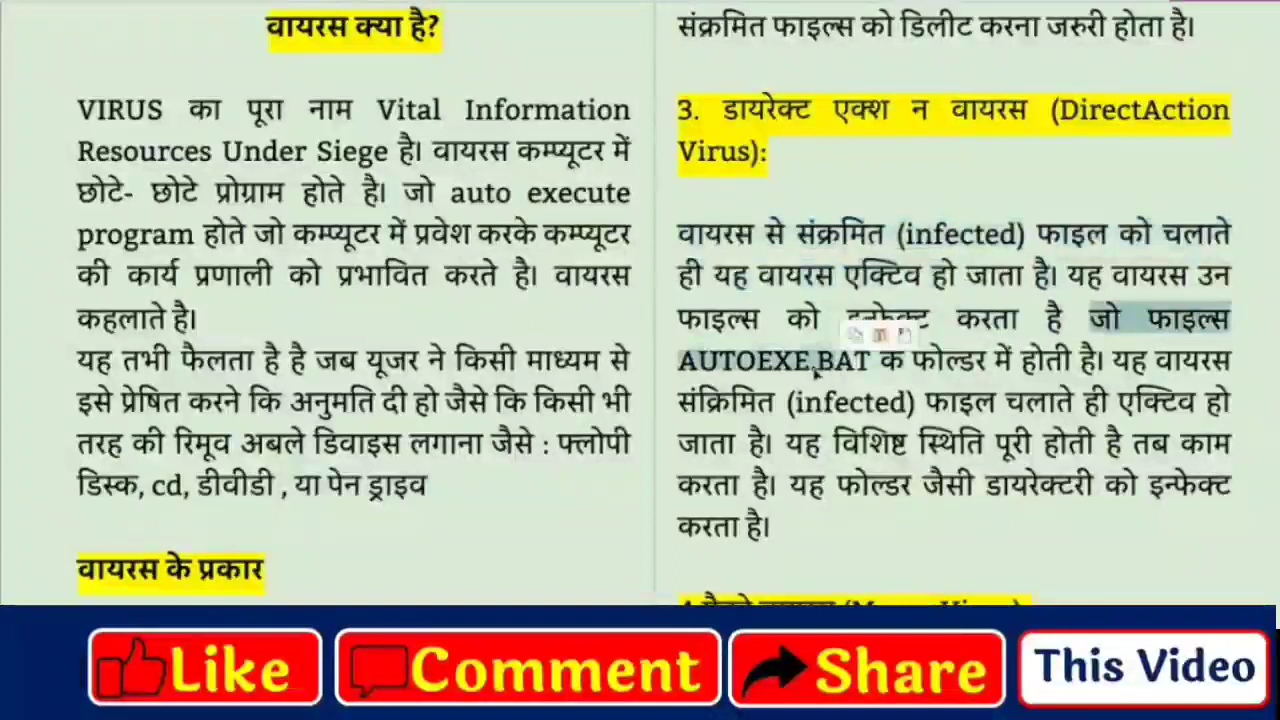 वायरस क्या है?
VIRUS का पूरा नाम Vital Information
Resources Under Siege है। वायरस कम्प्यूटर में
छोटे- छोटे प्रोग्राम होते है। जो auto execute
program होते जो कम्प्यूटर में प्रवेश करके कम्प्यूटर
की कार्य प्रणाली को प्रभावित करते है। वायरस
कहलाते है।
यह तभी फैलता है है जब यूजर ने किसी माध्यम से
इसे प्रेषित करने कि अनुमति दी हो जैसे कि किसी भी
तरह की रिमूव अबले डिवाइस लगाना जैसे : फ्लोपी
डिस्क, cd, डीवीडी , या पेन ड्राइव
वायरस के प्रकार
संक्रमित फाइल्स को डिलीट करना जरुरी होता है।
3. डायरेक्ट एक्श न वायरस (DirectAction
Virus):
वायरस से संक्रमित (infected) फाइल को चलाते
ही यह वायरस एक्टिव हो जाता है। यह वायरस उन
फाइल्स को इन्फेक्ट करता है जो फाइल्स
AUTOEXE.BAT के फोल्डर में होती है। यह वायरस
संक्रिमित (infected) फाइल चलाते ही एक्टिव हो
जाता है। यह विशिष्ट स्थिति पूरी होती है तब काम
करता है। यह फोल्डर जैसी डायरेक्टरी को इन्फेक्ट
करता है।
Like
Comment
Share
This Video